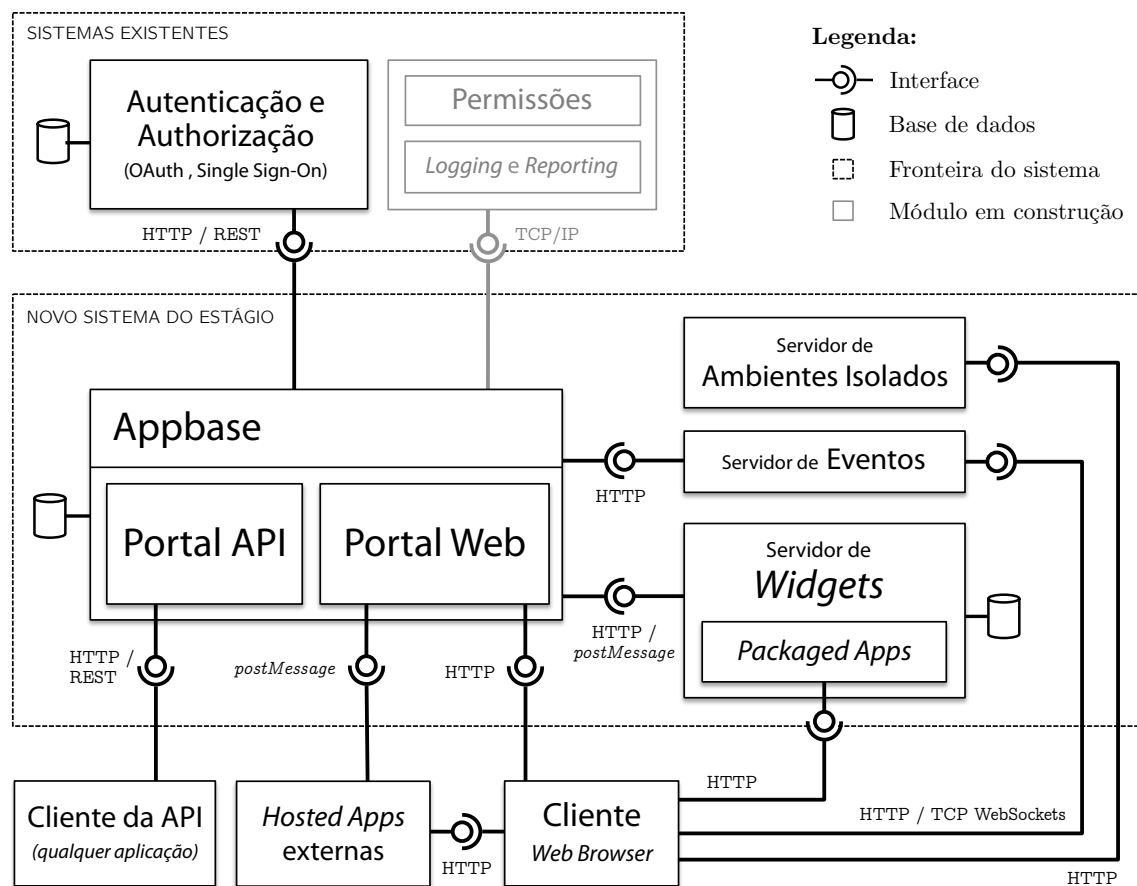 SISTEMAS EXISTENTES
Autenticação e
Authorização
(OAuth , Single Sign-On)
Permissões
Logging e Reporting
HTTP / REST
TCP/IP
Legenda:
Interface
Base de dados
Fronteira do sistema
Módulo em construção
NOVO SISTEMA DO ESTÁGIO
Appbase
Portal API
Portal Web
Servidor de
Ambientes Isolados
Servidor de Eventos
HTTP
Servidor de
Widgets
Packaged Apps
HTTP /
postMessage
HTTP /
REST
postMessage
HTTP
Cliente da API
(qualquer aplicação)
Hosted Apps
externas
HTTP
Cliente
Web Browser
HTTP
HTTP / TCP WebSockets
HTTP